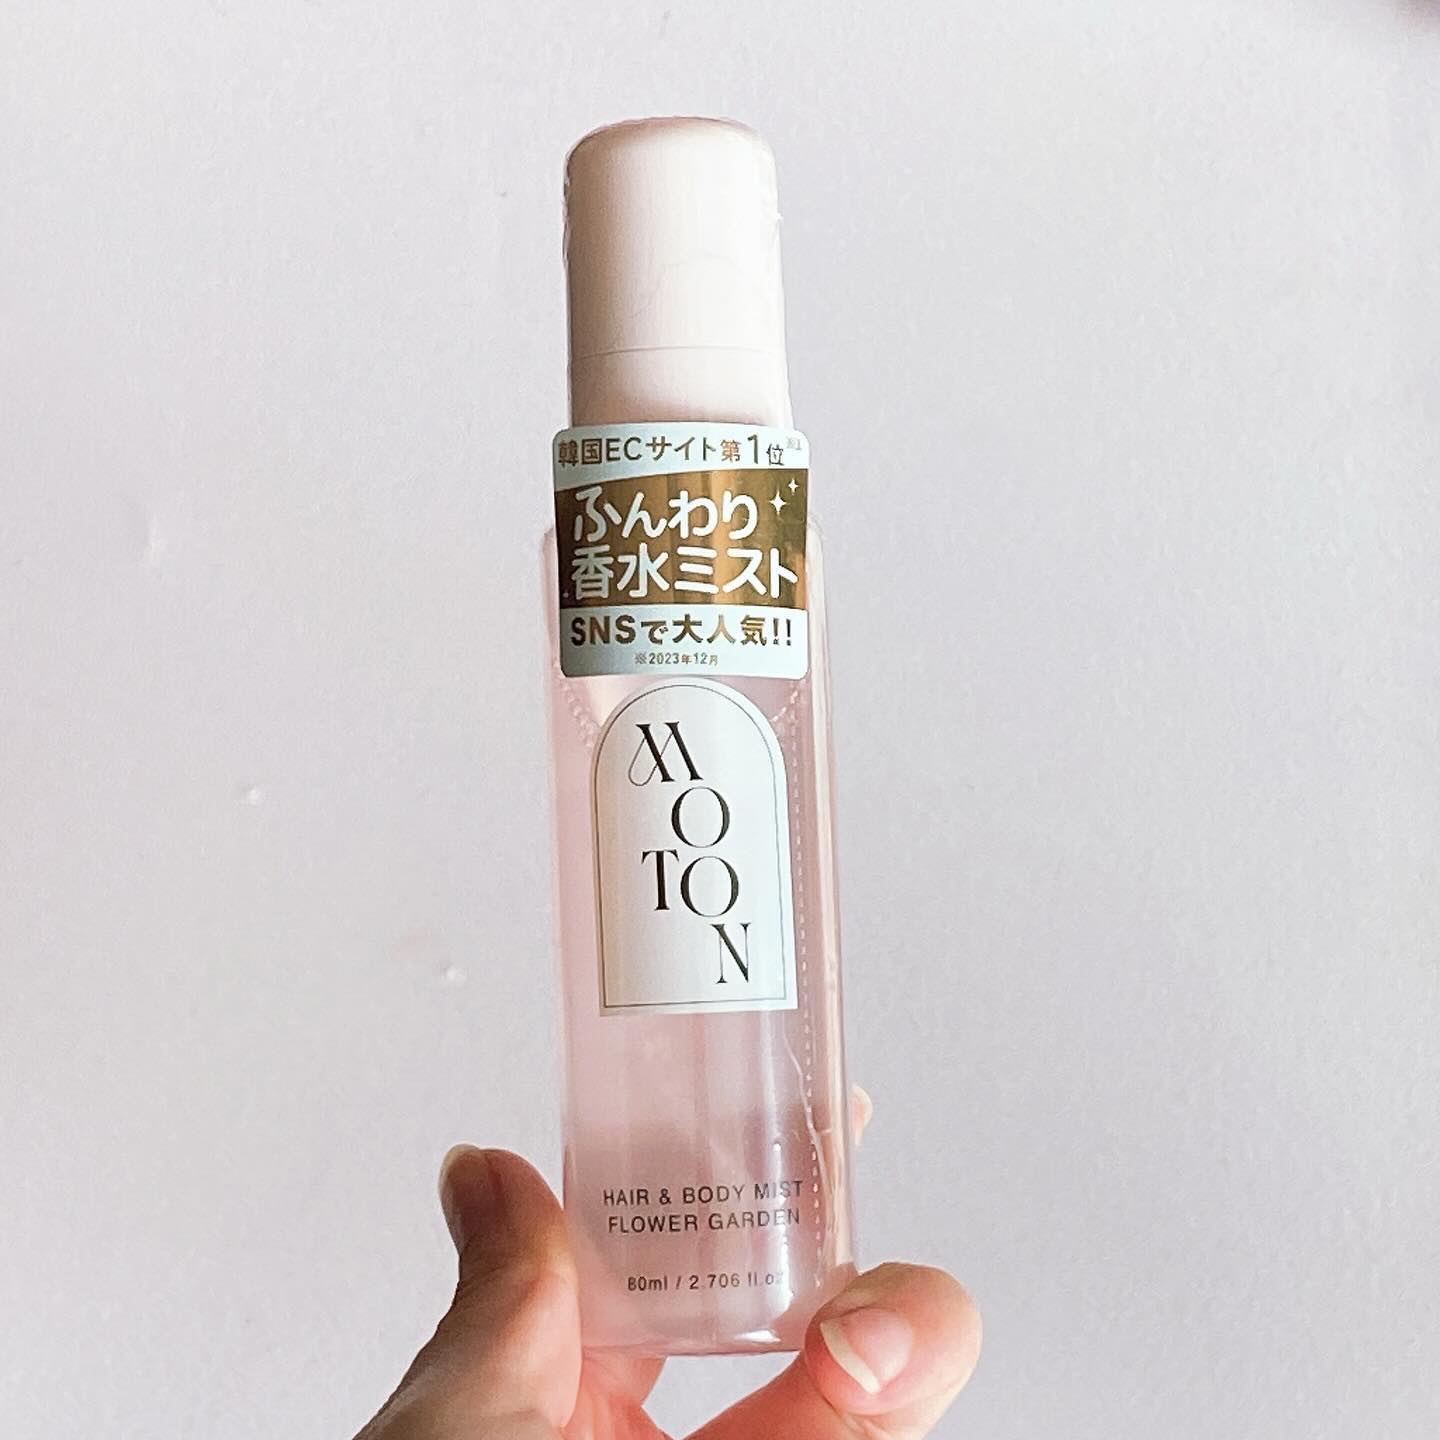 韓国ECサイト第1位
ふんわり
香水ミスト
SNSで大人気!!
※2023年12月
M
O
TO
N
HAIR & BODY MIST
FLOWER GARDEN
80ml / 2.706 fl.oz